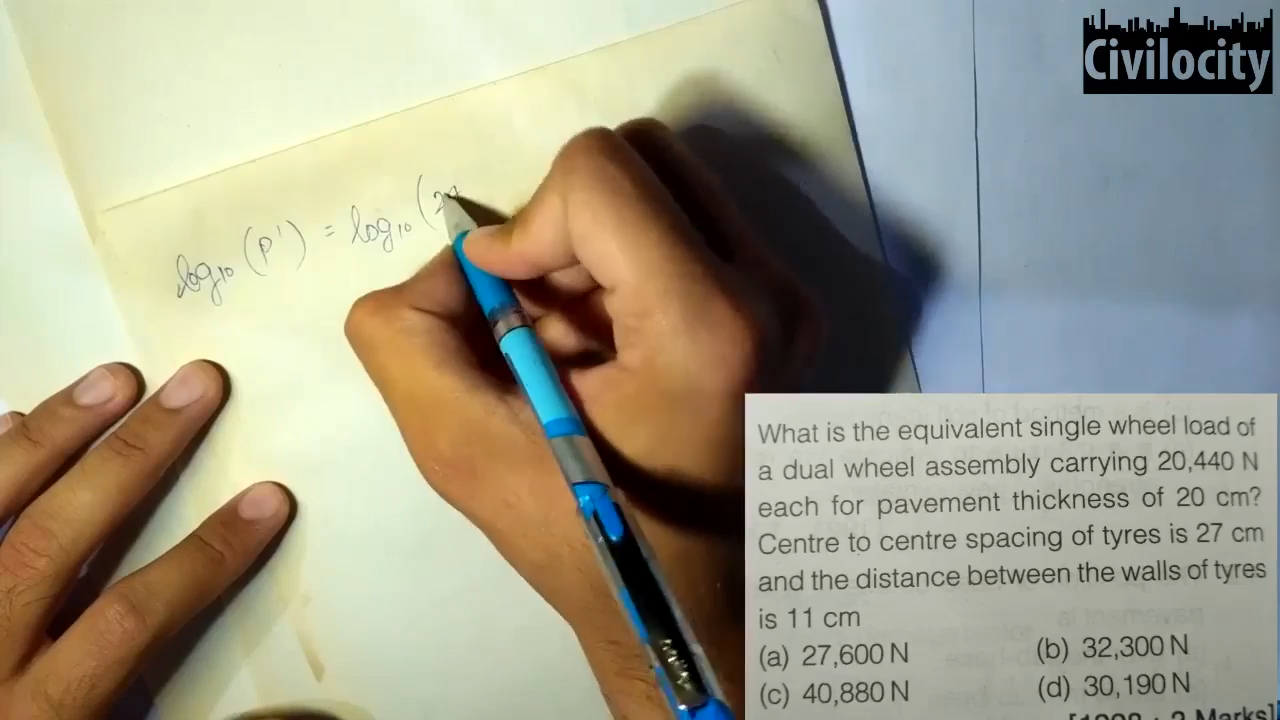 Civilocity
log10 (P') = log10 (2
What is the equivalent single wheel load of
a dual wheel assembly carrying 20,440 N
each for pavement thickness of 20 cm?
Centre to centre spacing of tyres is 27 cm
and the distance between the walls of tyres
is 11 cm
(a) 27,600 N (b) 32,300 N
(c) 40,880 N (d) 30,190 N